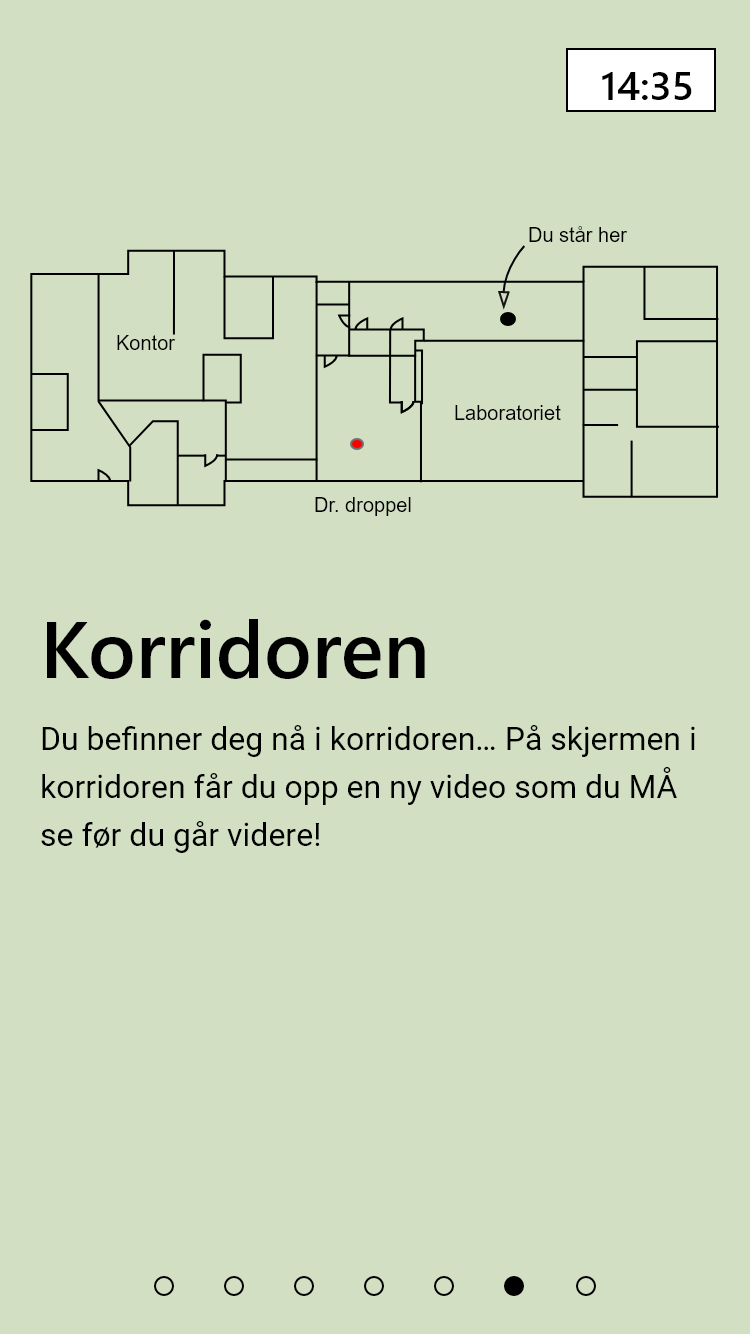 14:35
Du står her
Kontor
Laboratoriet
Dr. droppel
Korridoren
Du befinner deg nå i korridoren... På skjermen i
korridoren får du opp en ny video som du MÅ
se før du går videre!